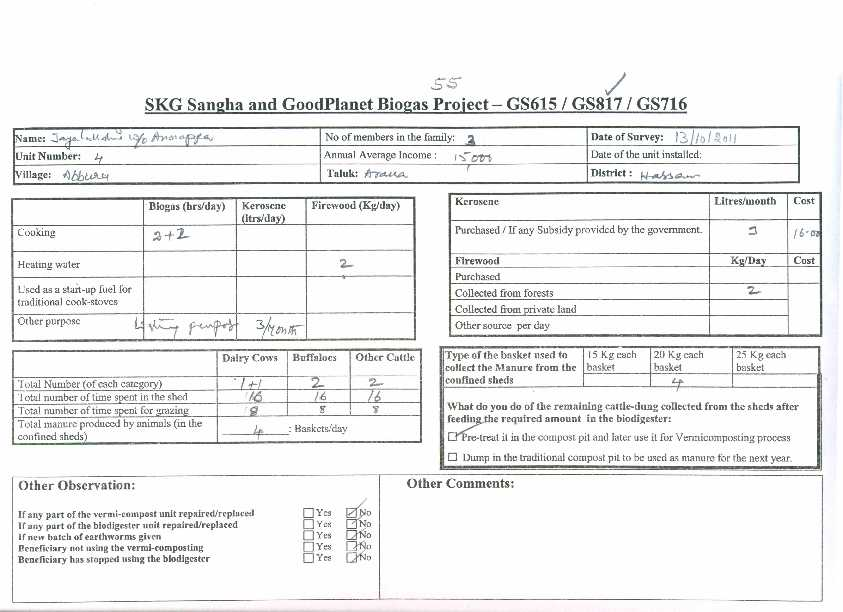 55
SKG Sangha and GoodPlanet Biogas Project – GS615 / GS817 / GS716
Name: w/o Annappa No of members in the family: 2 Date of Survey: 13/10/2011
Unit Number: 4 Annual Average Income : 15,000 Date of the unit installed:
Village: Abbury Taluk: District : Hassan
Biogas (hrs/day) Kerosene (ltrs/day) Firewood (Kg/day)
Cooking 2+2
Heating water 2
Used as a start-up fuel for traditional cook-stoves
Other purpose 3/Month
Kerosene Litres/month Cost
Purchased / If any Subsidy provided by the government. 3 16-00
Firewood Kg/Day Cost
Purchased
Collected from forests 2
Collected from private land
Other source per day
Dairy Cows Buffaloes Other Cattle
Total Number (of each category) 1+1 2 2
Total number of time spent in the shed 16 16 16
Total number of time spent for grazing 8 8 8
Total manure produced by animals (in the confined sheds) 4 : Baskets/day
Type of the basket used to collect the Manure from the confined sheds 15 Kg each basket 20 Kg each basket 25 Kg each basket
4
What do you do of the remaining cattle-dung collected from the sheds after
feeding the required amount in the biodigester:
Pre-treat it in the compost pit and later use it for Vermicomposting process
Dump in the traditional compost pit to be used as manure for the next year.
Other Observation: Other Comments:
If any part of the vermi-compost unit repaired/replaced Yes No
If any part of the biodigester unit repaired/replaced Yes No
If new batch of earthworms given Yes No
Beneficiary not using the vermi-composting Yes No
Beneficiary has stopped using the biodigester Yes No